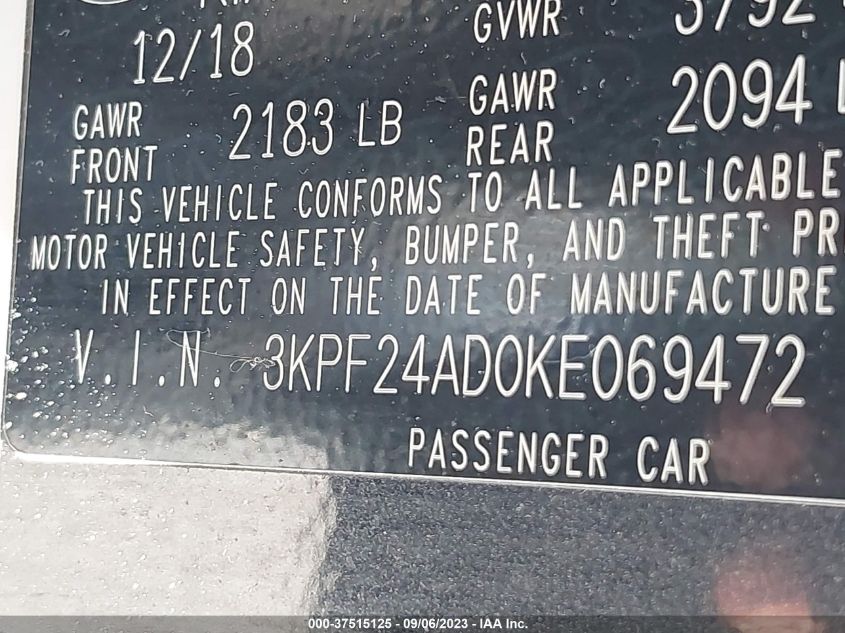 12/18
GVWR 3792
GAWR FRONT 2183 LB GAWR REAR 2094
THIS VEHICLE CONFORMS TO ALL APPLICABLE
MOTOR VEHICLE SAFETY, BUMPER, AND THEFT PR
IN EFFECT ON THE DATE OF MANUFACTURE
V.I.N. 3KPF24AD0KE069472
PASSENGER CAR
000-37515125 - 09/06/2023 - IAA Inc.